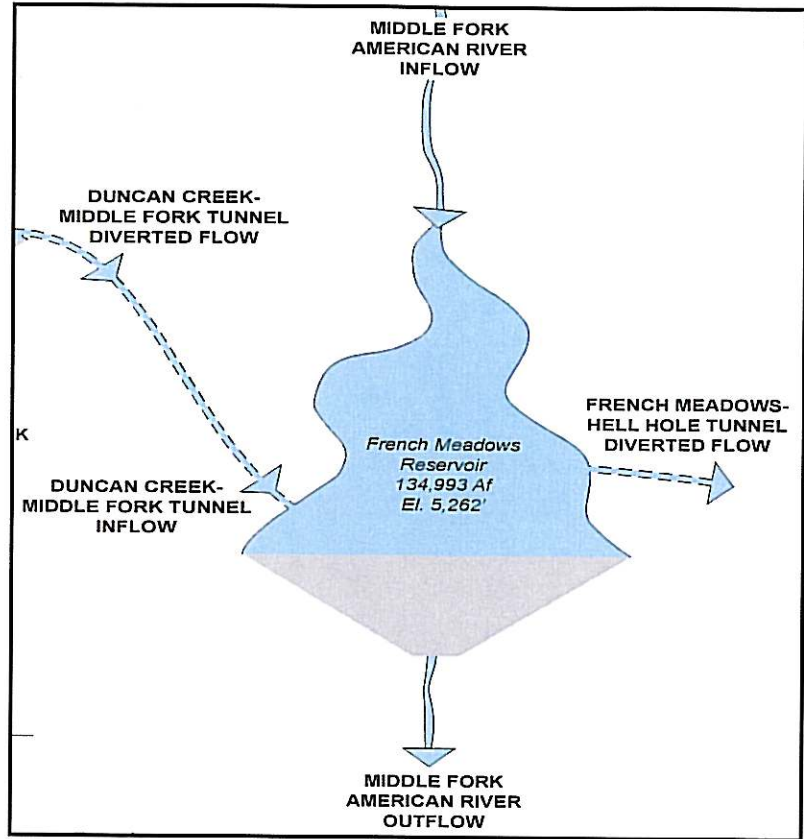 MIDDLE FORK
AMERICAN RIVER
INFLOW
DUNCAN CREEK-
MIDDLE FORK TUNNEL
DIVERTED FLOW
FRENCH MEADOWS-
HELL HOLE TUNNEL
DIVERTED FLOW
K
French Meadows
Reservoir
134,993 Af
El. 5,262'
DUNCAN CREEK-
MIDDLE FORK TUNNEL
INFLOW
MIDDLE FORK
AMERICAN RIVER
OUTFLOW